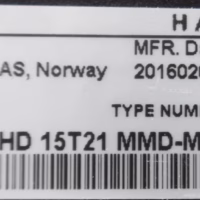 H A
MFR. D
AS, Norway 2016020
TYPE NUM
HD 15T21 MMD-M